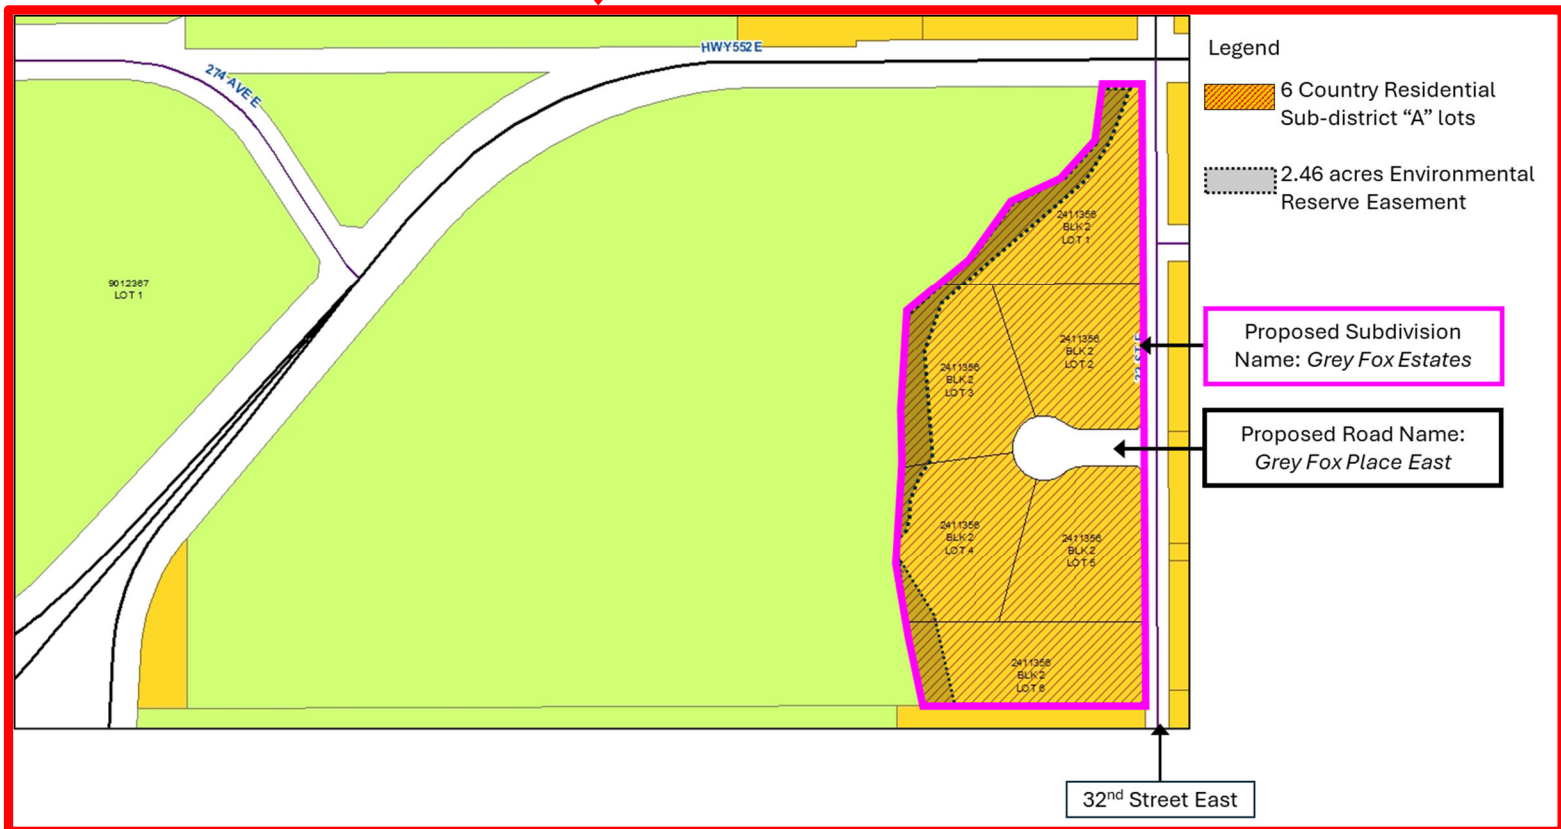 HWY 552 E
274 AVE E
9012367
LOT 1
2411356
BLK 2
LOT 1
2411356
BLK 2
LOT 2
2411356
BLK 2
LOT 3
2411356
BLK 2
LOT 4
2411356
BLK 2
LOT 5
2411356
BLK 2
LOT 6
Legend
6 Country Residential
Sub-district “A” lots
2.46 acres Environmental
Reserve Easement
Proposed Subdivision
Name: Grey Fox Estates
Proposed Road Name:
Grey Fox Place East
32nd Street East